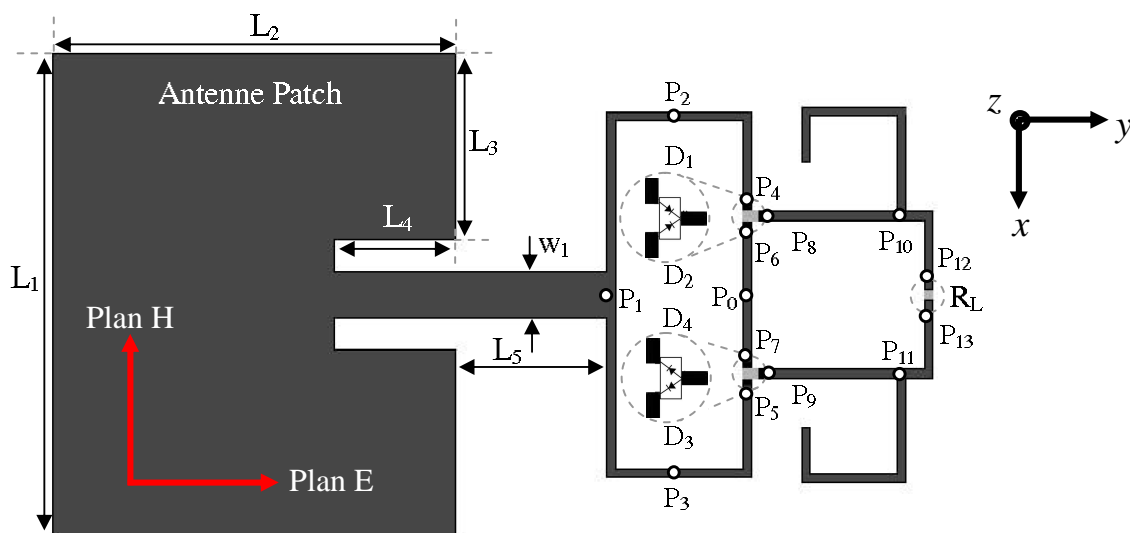 L₂
Antenne Patch
L₃
L₄
L₁
w₁
Plan H
L₅
Plan E
P₂
D₁
P₄
P₈
P₁₀
P₆
D₂
P₁
P₀
P₁₂
R_L
P₁₃
D₄
P₇
P₁₁
P₉
P₅
D₃
P₃
z
y
x